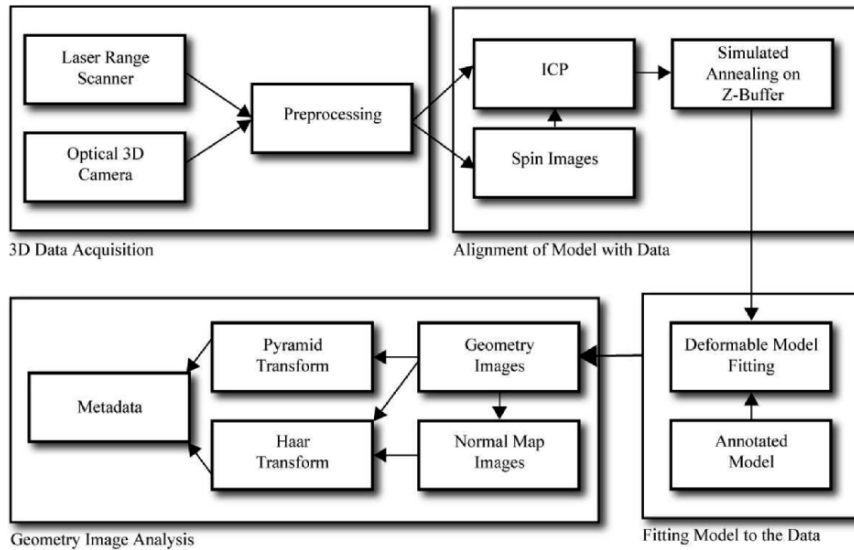 Laser Range
Scanner
Optical 3D
Camera
Preprocessing
3D Data Acquisition
ICP
Spin Images
Simulated
Annealing on
Z-Buffer
Alignment of Model with Data
Deformable Model
Fitting
Annotated
Model
Fitting Model to the Data
Geometry
Images
Normal Map
Images
Pyramid
Transform
Haar
Transform
Metadata
Geometry Image Analysis